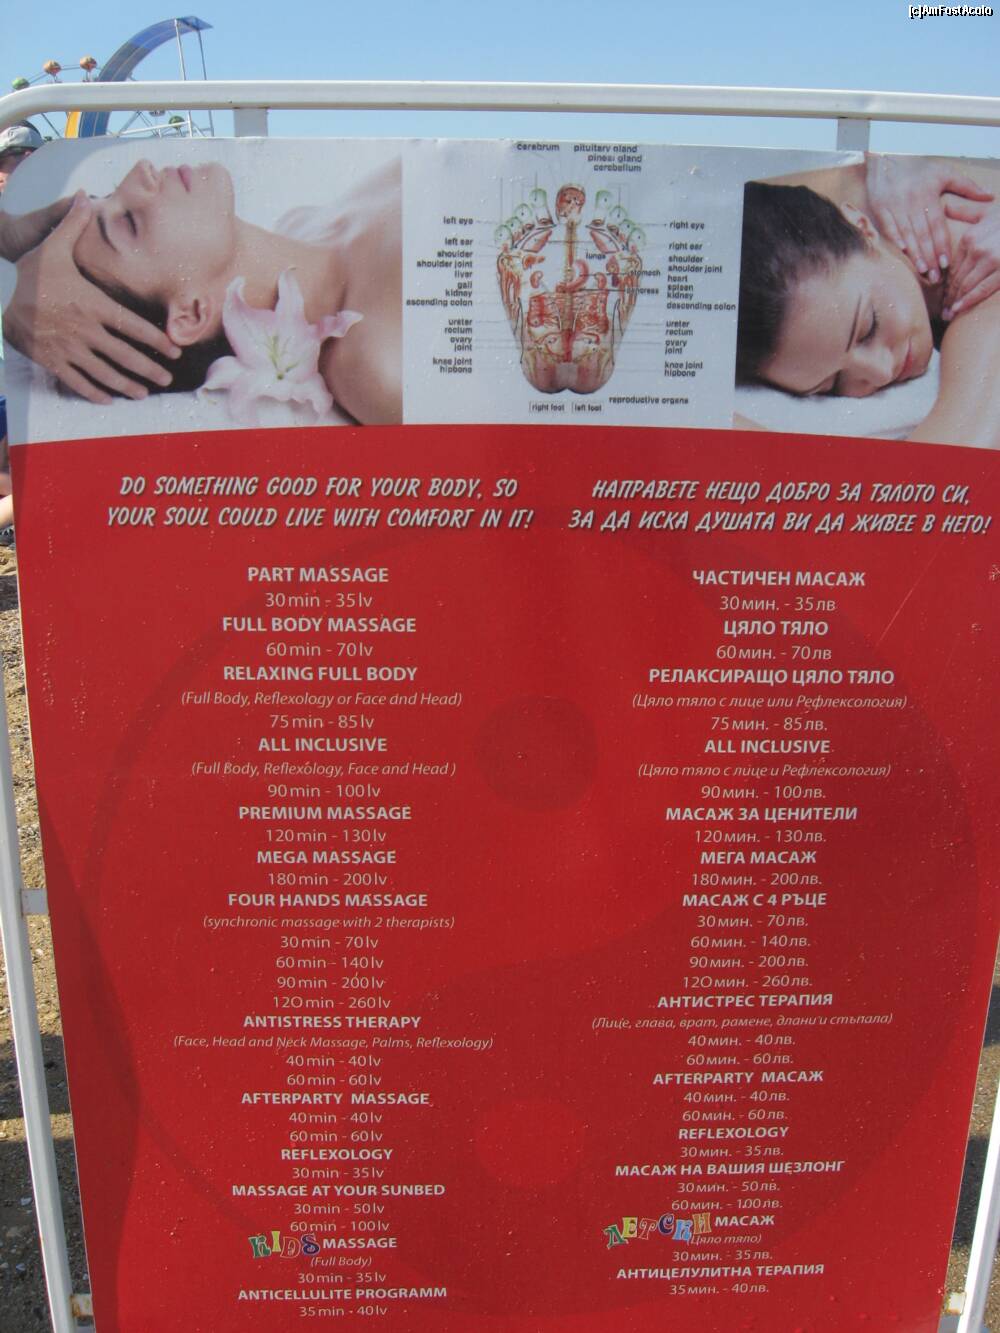 [c]AmFostAcolo
cerebrum
pituitary gland
pineal gland
cerebellum
left eye
left ear
shoulder
shoulder joint
liver
gall
kidney
ascending colon
ureter
rectum
ovary
joint
knee joint
hipbone
lungs
stomach
pancreas
right eye
right ear
shoulder
shoulder joint
heart
spleen
kidney
descending colon
ureter
rectum
ovary
joint
knee joint
hipbone
reproductive organs
right foot
left foot
DO SOMETHING GOOD FOR YOUR BODY, SO
YOUR SOUL COULD LIVE WITH COMFORT IN IT!
PART MASSAGE
30min - 35lv
FULL BODY MASSAGE
60min - 70lv
RELAXING FULL BODY
(Full Body, Reflexology or Face and Head)
75min - 85lv
ALL INCLUSIVE
(Full Body, Reflexology, Face and Head )
90min - 100lv
PREMIUM MASSAGE
120min - 130lv
MEGA MASSAGE
180min - 200lv
FOUR HANDS MASSAGE
(synchronic massage with 2 therapists)
30min - 70lv
60min - 140lv
90min - 200lv
12Omin - 260lv
ANTISTRESS THERAPY
(Face, Head and Neck Massage, Palms, Reflexology)
40min - 40lv
60min - 60lv
AFTERPARTY MASSAGE
40min - 40lv
60min - 60lv
REFLEXOLOGY
30min - 35lv
MASSAGE AT YOUR SUNBED
30min - 50lv
60min - 100lv
KIDS MASSAGE
(Full Body)
30min - 35lv
ANTICELLULITE PROGRAMM
35min - 40lv
НАПРАВЕТЕ НЕЩО ДОБРО ЗА ТЯЛОТО СИ,
ЗА ДА ИСКА ДУШАТА ВИ ДА ЖИВЕЕ В НЕГО!
ЧАСТИЧЕН МАСАЖ
30мин. - 35лв
ЦЯЛО ТЯЛО
60мин. - 70лв
РЕЛАКСИРАЩО ЦЯЛО ТЯЛО
(Цяло тяло с лице или Рефлексология)
75мин. - 85лв.
ALL INCLUSIVE
(Цяло тяло с лице и Рефлексология)
90мин. - 100лв.
МАСАЖ ЗА ЦЕНИТЕЛИ
120мин. - 130лв.
МЕГА МАСАЖ
180мин. - 200лв.
МАСАЖ С 4 РЪЦЕ
30мин. - 70лв.
60мин. - 140лв.
90мин. - 200лв.
12Омин. - 260лв.
АНТИСТРЕС ТЕРАПИЯ
(Лице, глава, врат, рамене, длани и стъпала)
40мин. - 40лв.
60мин. - 60лв.
AFTERPARTY МАСАЖ
40мин. - 40лв.
60мин. - 60лв.
REFLEXOLOGY
30мин. - 35лв.
МАСАЖ НА ВАШИЯ ШЕЗЛОНГ
30мин. - 50лв.
60мин. - 100лв.
ДЕТСКИ МАСАЖ
(Цяло тяло)
30мин. - 35лв.
АНТИЦЕЛУЛИТНА ТЕРАПИЯ
35мин. - 40лв.